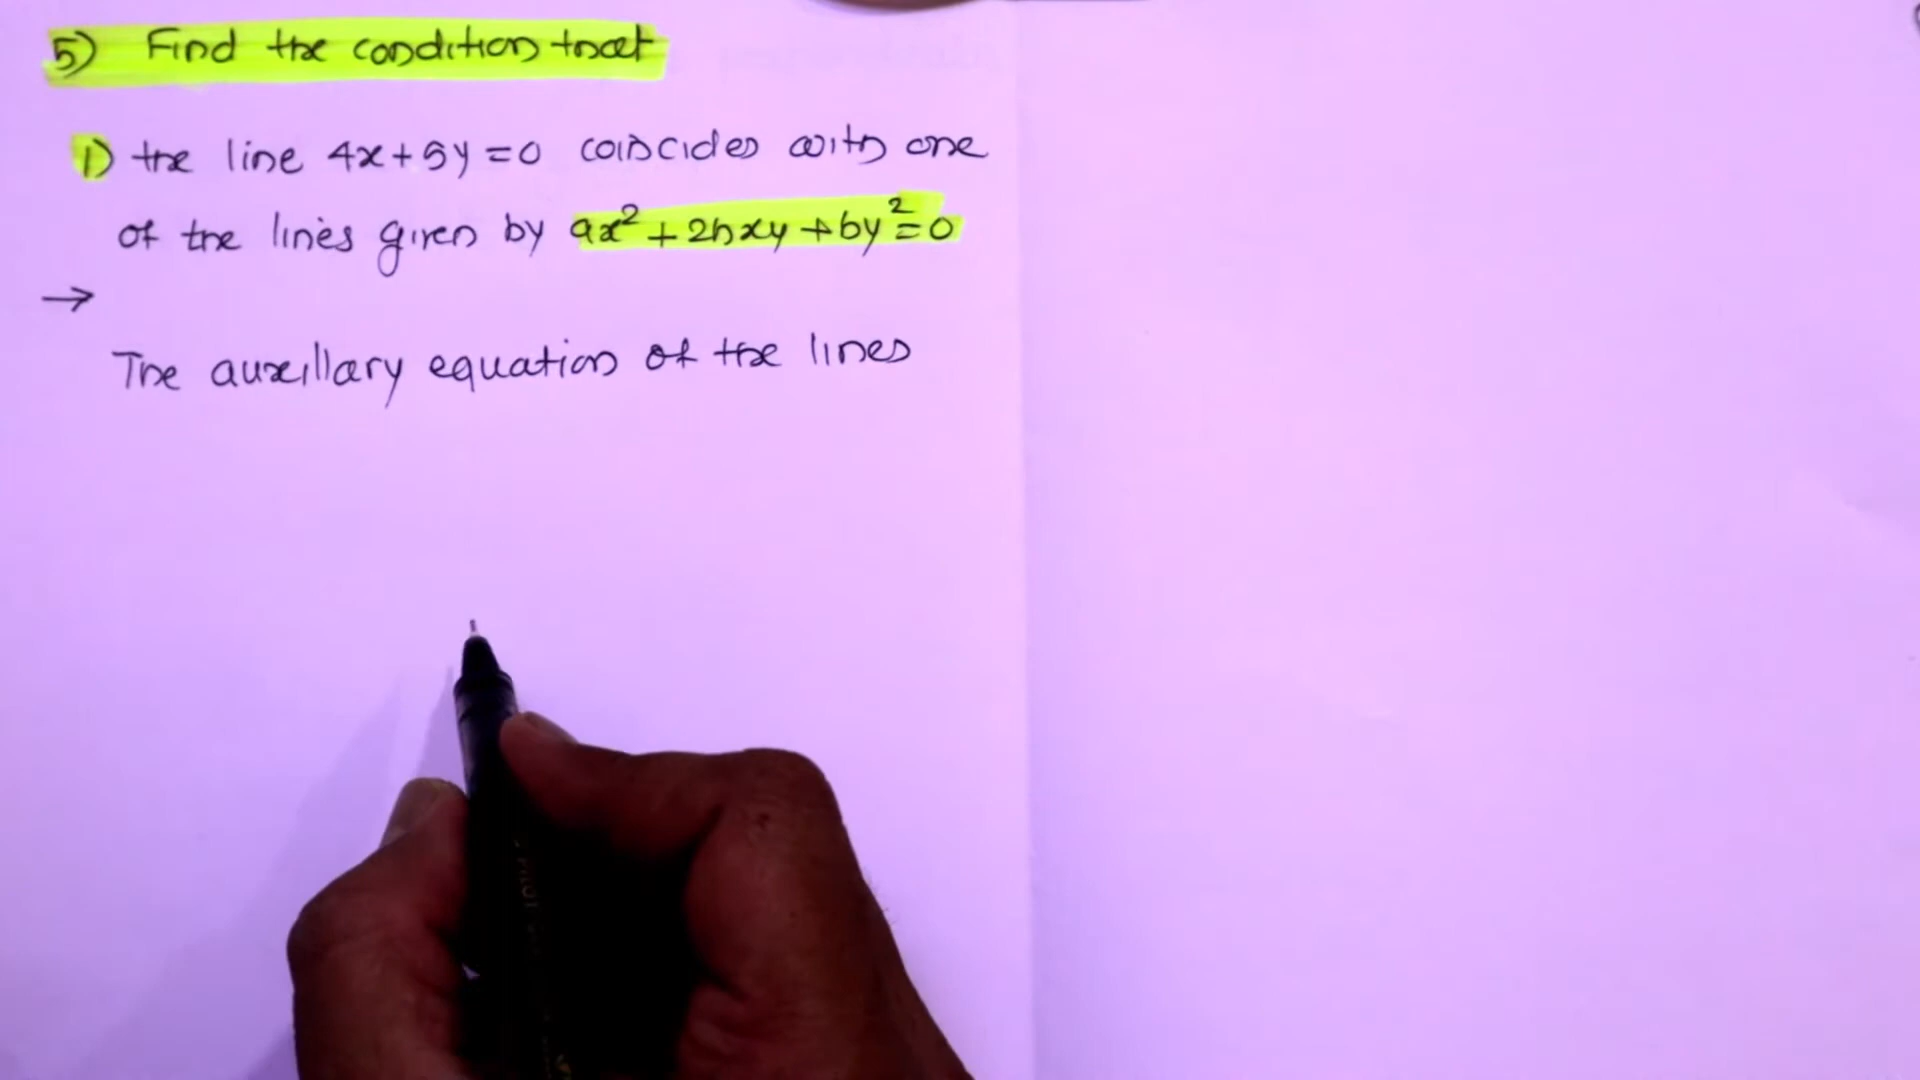 5) Find the condition that
1) the line 4x+5y=0 coincides with one
of the lines given by ax²+2hxy+by²=0
→
The auxillary equation of the lines